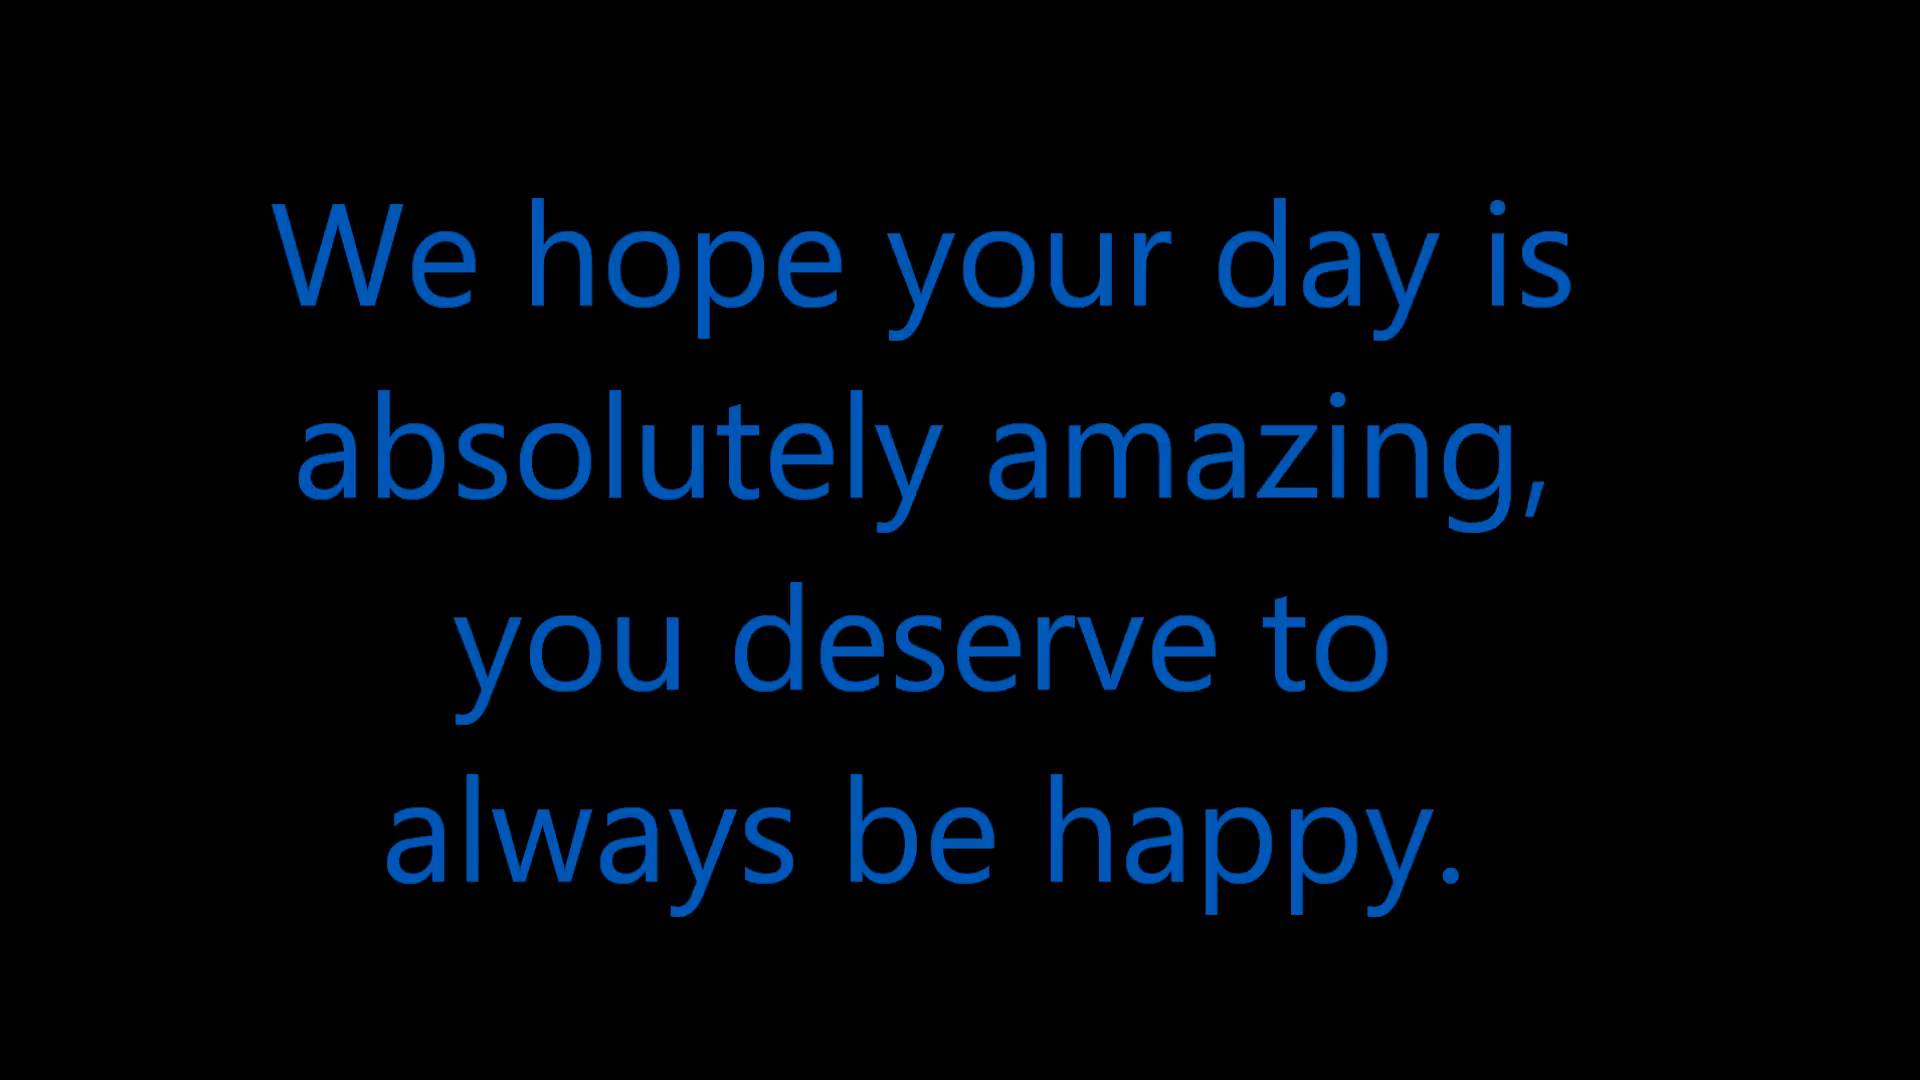 We hope your day is
absolutely amazing,
you deserve to
always be happy.